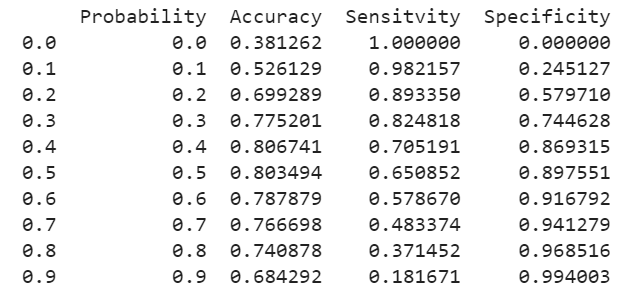 Probability Accuracy Sensitvity Specificity
0.0 0.0 0.381262 1.000000 0.000000
0.1 0.1 0.526129 0.982157 0.245127
0.2 0.2 0.699289 0.893350 0.579710
0.3 0.3 0.775201 0.824818 0.744628
0.4 0.4 0.806741 0.705191 0.869315
0.5 0.5 0.803494 0.650852 0.897551
0.6 0.6 0.787879 0.578670 0.916792
0.7 0.7 0.766698 0.483374 0.941279
0.8 0.8 0.740878 0.371452 0.968516
0.9 0.9 0.684292 0.181671 0.994003